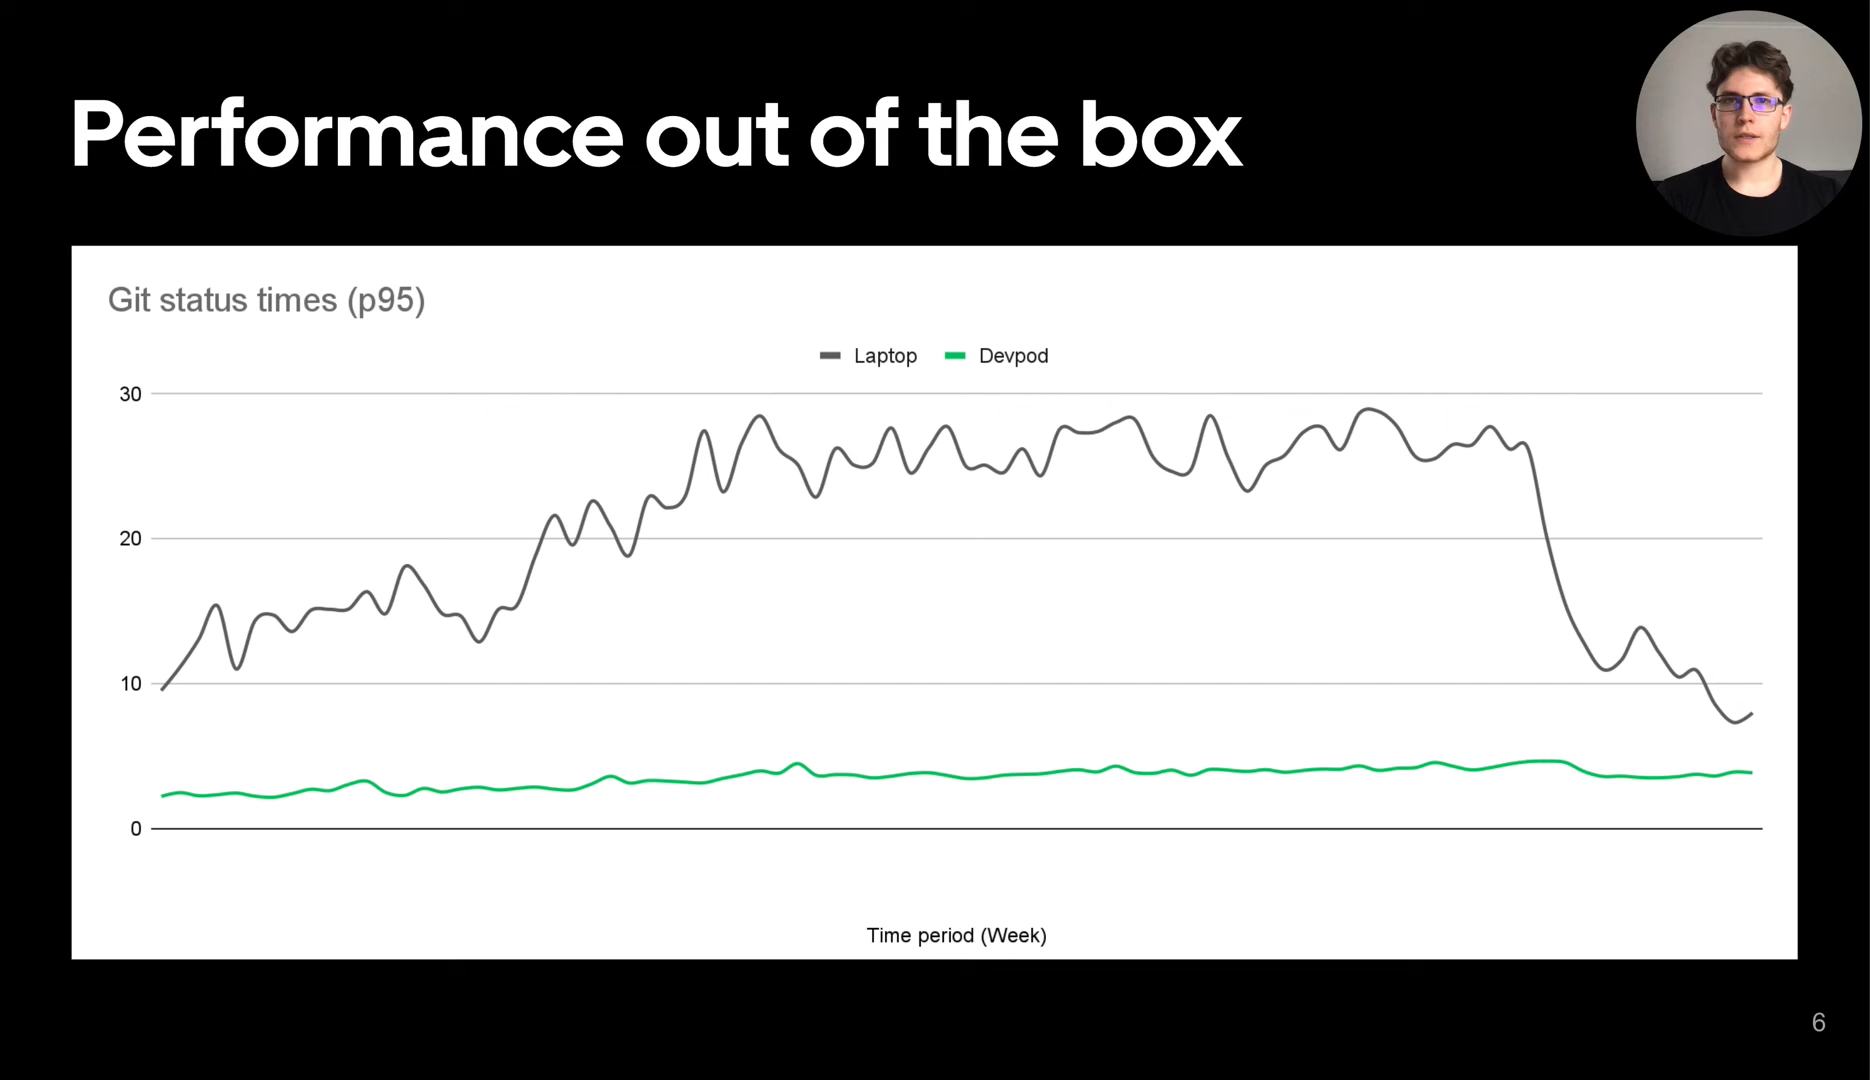 Performance out of the box
Git status times (p95)
Laptop Devpod
30
20
10
0
Time period (Week)
6